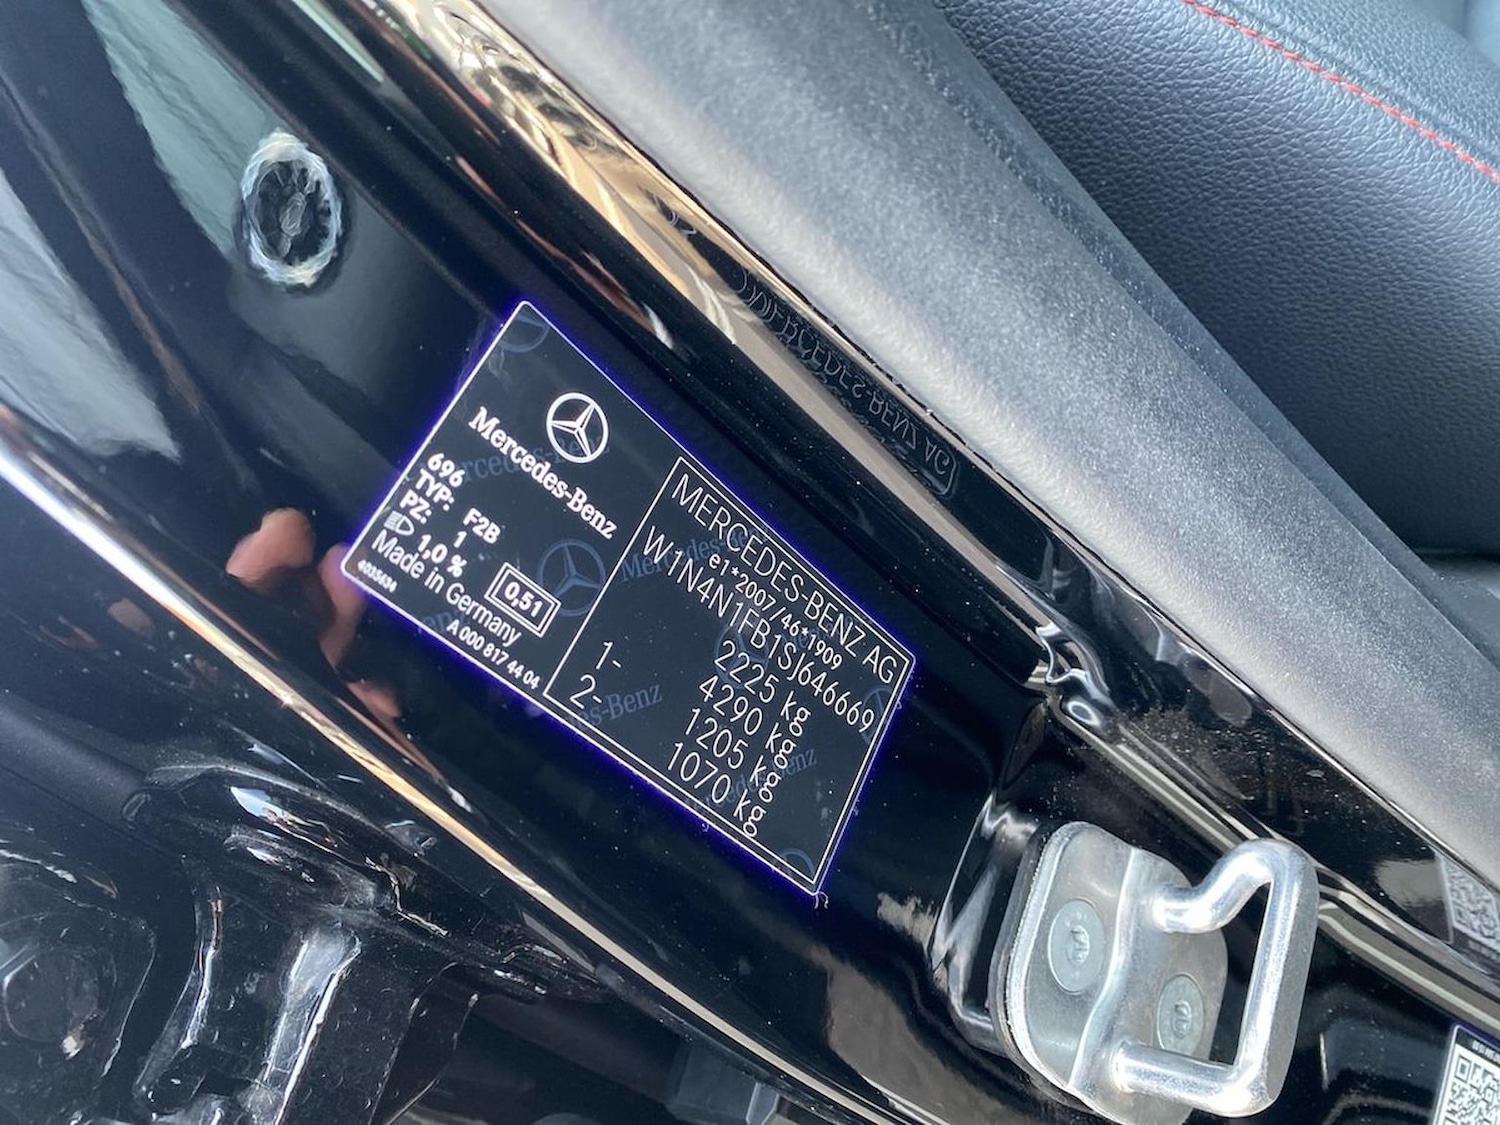 Mercedes-Benz
696
TYP: F2B
PZ: 1
1,0 %
Made in Germany
0,51
4035634
A 000 817 44 04
MERCEDES-BENZ AG
e1*2007/46*1909
W1N4N1FB1SJ646669
2225 kg
4290 kg
1- 1205 kg
2- 1070 kg